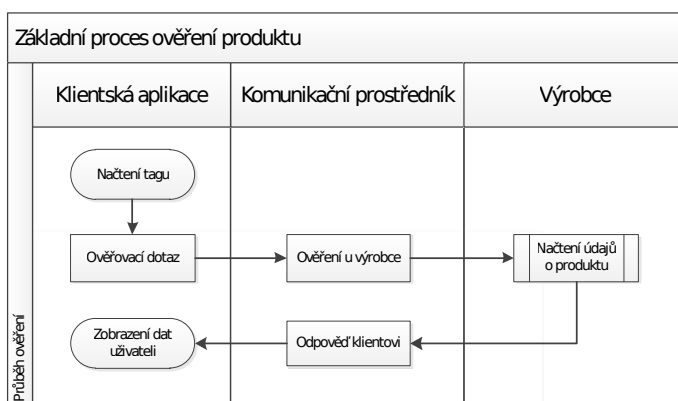 Základní proces ověření produktu
Klientská aplikace
Komunikační prostředník
Výrobce
Načtení tagu
Ověřovací dotaz
Ověření u výrobce
Načtení údajů
o produktu
Zobrazení dat
uživateli
Odpověď klientovi
Průběh ověření